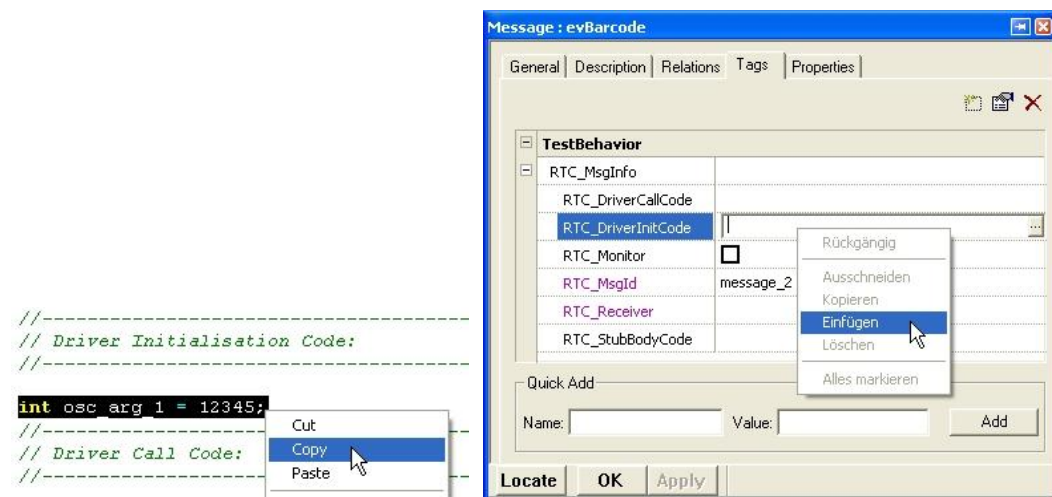 //----------------------------------------
// Driver Initialisation Code:
//----------------------------------------
int osc_arg_1 = 12345;
//----------------------------------------
// Driver Call Code:
//----------------------------------------
Cut
Copy
Paste
Message : evBarcode
General Description Relations Tags Properties
TestBehavior
RTC_MsgInfo
RTC_DriverCallCode
RTC_DriverInitCode ...
RTC_Monitor
RTC_MsgId message_2
RTC_Receiver
RTC_StubBodyCode
Rückgängig
Ausschneiden
Kopieren
Einfügen
Löschen
Alles markieren
Quick Add
Name: Value: Add
Locate OK Apply